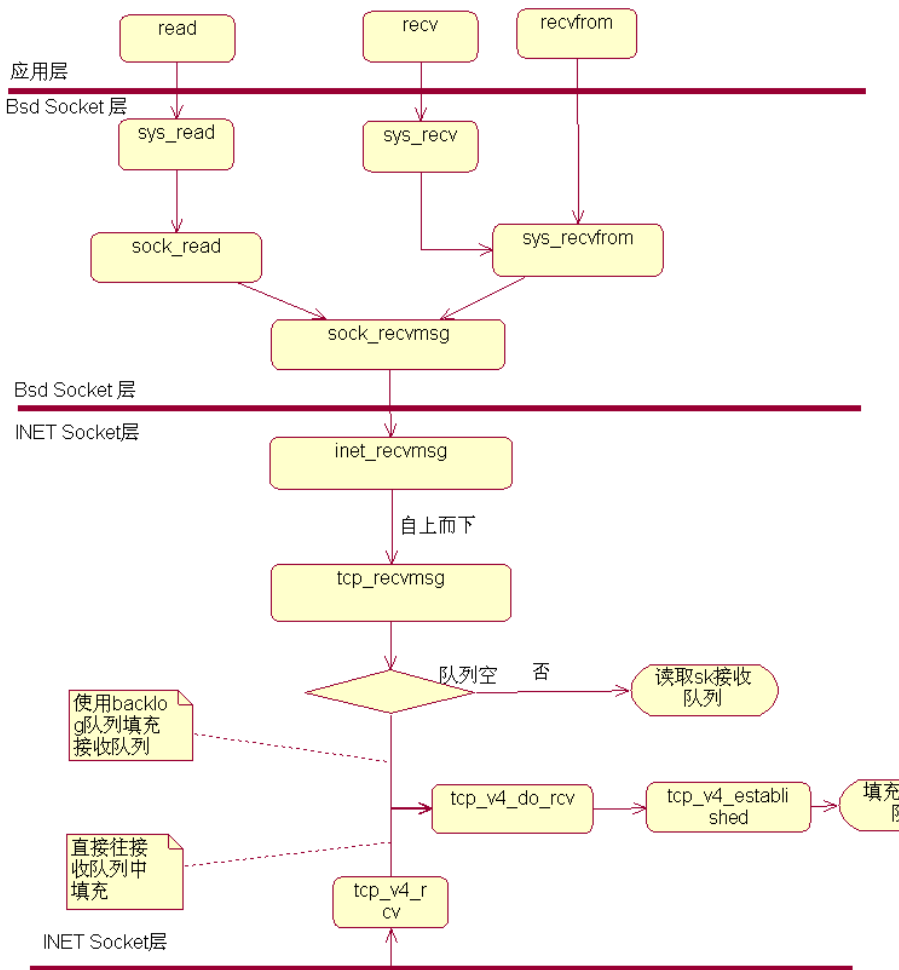 read
recv
recvfrom
应用层
Bsd Socket 层
sys_read
sys_recv
sock_read
sys_recvfrom
sock_recvmsg
Bsd Socket 层
INET Socket层
inet_recvmsg
自上而下
tcp_recvmsg
队列空
否
读取sk接收
队列
使用backlo
g队列填充
接收队列
tcp_v4_do_rcv
tcp_v4_establi
shed
填充
队
直接往接
收队列中
填充
tcp_v4_r
cv
INET Socket层